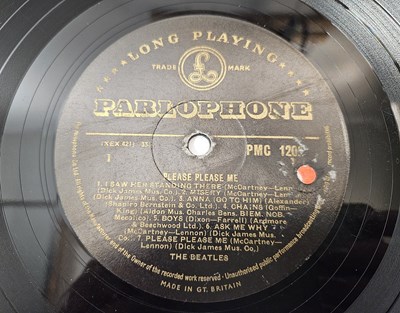 LONG PLAYING
TRADE MARK
PARLOPHONE
(XEX 421)
PMC 120
1
PLEASE PLEASE ME
1. I SAW HER STANDING THERE (McCartney—Lennon)
(Dick James Mus. Co.) 2. MISERY (McCartney—Lennon)
(Dick James Mus. Co.) 3. ANNA (GO TO HIM) (Alexander)
(Shapiro Bernstein & Co. Ltd.) 4. CHAINS (Goffin—
King) (Aldon Mus. BIEM. NCB.
5. BOYS (Dixon—Farrell)
& Beechwood Ltd.) 6. ASK ME WHY
(McCartney—Lennon) (Dick James Mus.
Co.) 7. PLEASE PLEASE ME (McCartney—
Lennon) (Dick James Mus. Co.)
THE BEATLES
and of the Owner of the recorded work reserved · Unauthorised public performance broadcasting
MADE IN GT. BRITAIN